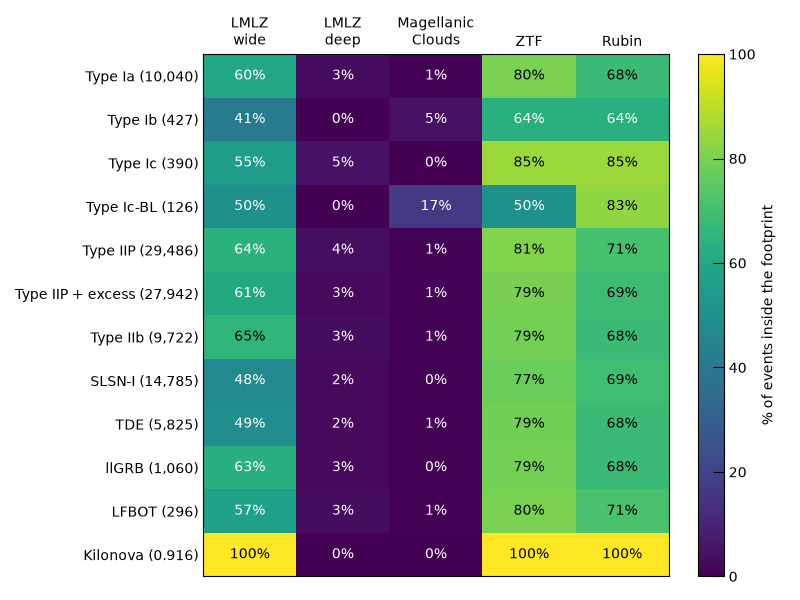 LMLZ wide LMLZ deep Magellanic Clouds ZTF Rubin
Type Ia (10,040) 60% 3% 1% 80% 68%
Type Ib (427) 41% 0% 5% 64% 64%
Type Ic (390) 55% 5% 0% 85% 85%
Type Ic-BL (126) 50% 0% 17% 50% 83%
Type IIP (29,486) 64% 4% 1% 81% 71%
Type IIP + excess (27,942) 61% 3% 1% 79% 69%
Type IIb (9,722) 65% 3% 1% 79% 68%
SLSN-I (14,785) 48% 2% 0% 77% 69%
TDE (5,825) 49% 2% 1% 79% 68%
llGRB (1,060) 63% 3% 0% 79% 68%
LFBOT (296) 57% 3% 1% 80% 71%
Kilonova (0.916) 100% 0% 0% 100% 100%
100
80
60
40
20
0
% of events inside the footprint